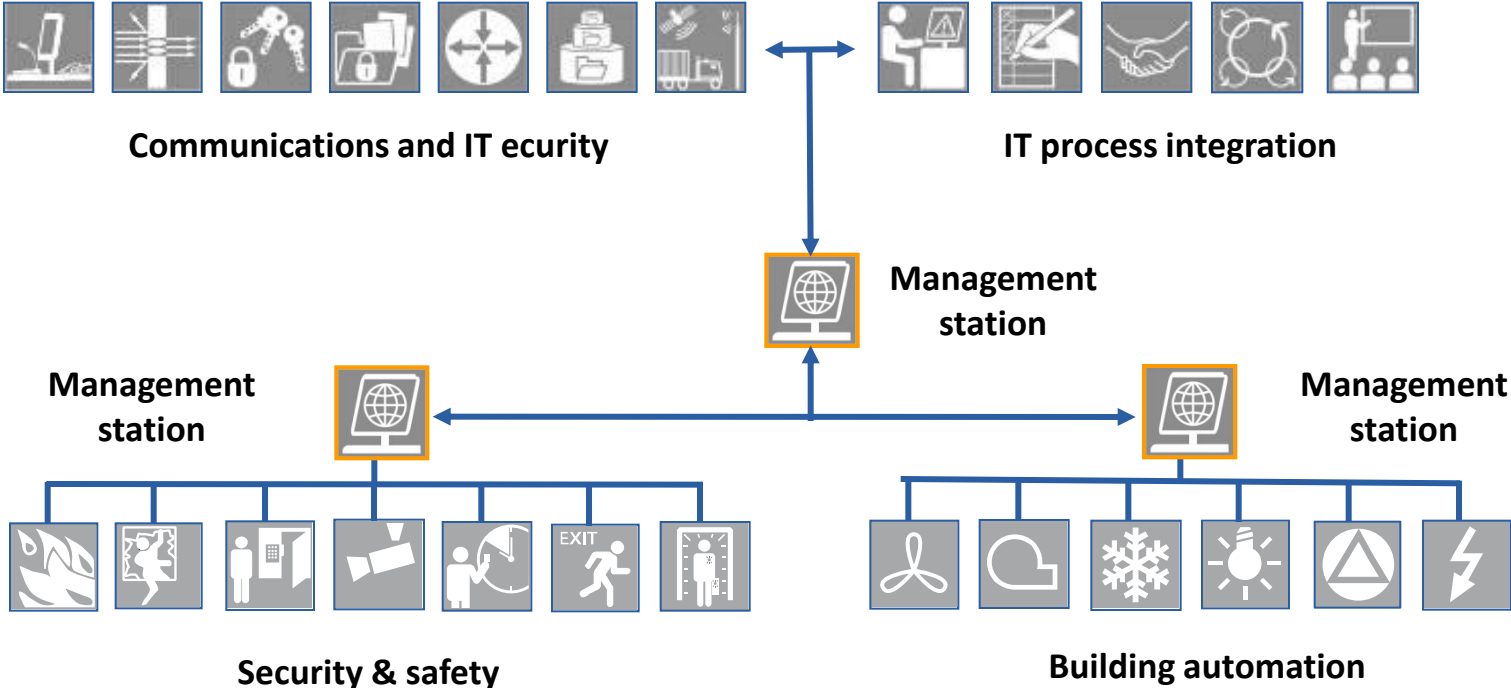 Communications and IT ecurity
IT process integration
Management
station
Management
station
Management
station
EXIT
Security & safety
Building automation